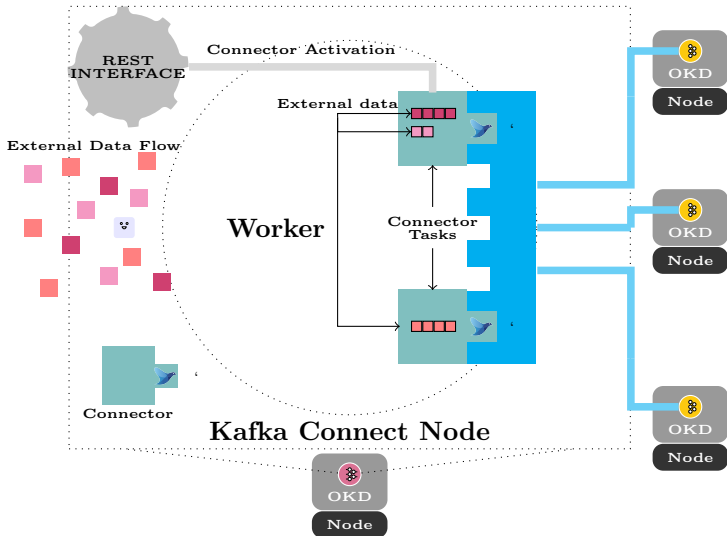 REST
INTERFACE
Connector Activation
OKD
Node
External data
External Data Flow
Worker
Connector
Tasks
OKD
Node
Connector
Kafka Connect Node
OKD
Node
OKD
Node